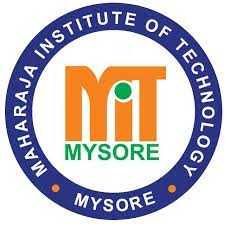 MAHARAJA INSTITUTE OF TECHNOLOGY
MiT
MYSORE
• MYSORE •